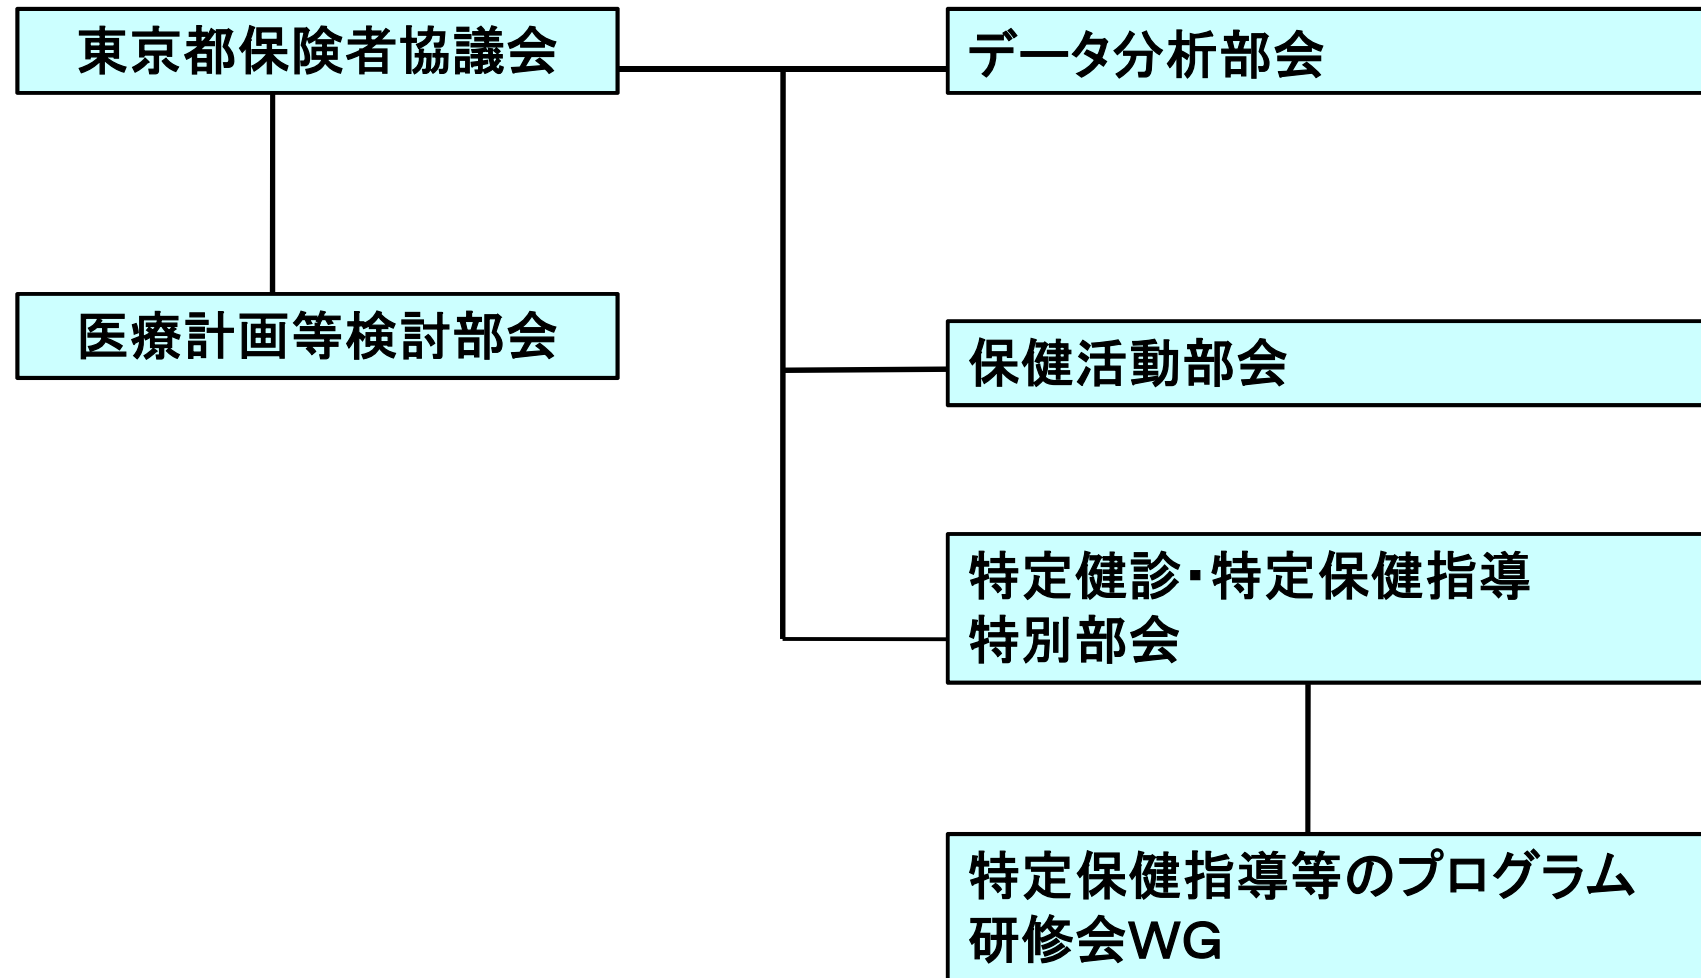 東京都保険者協議会
データ分析部会
医療計画等検討部会
保健活動部会
特定健診・特定保健指導
特別部会
特定保健指導等のプログラム
研修会WG